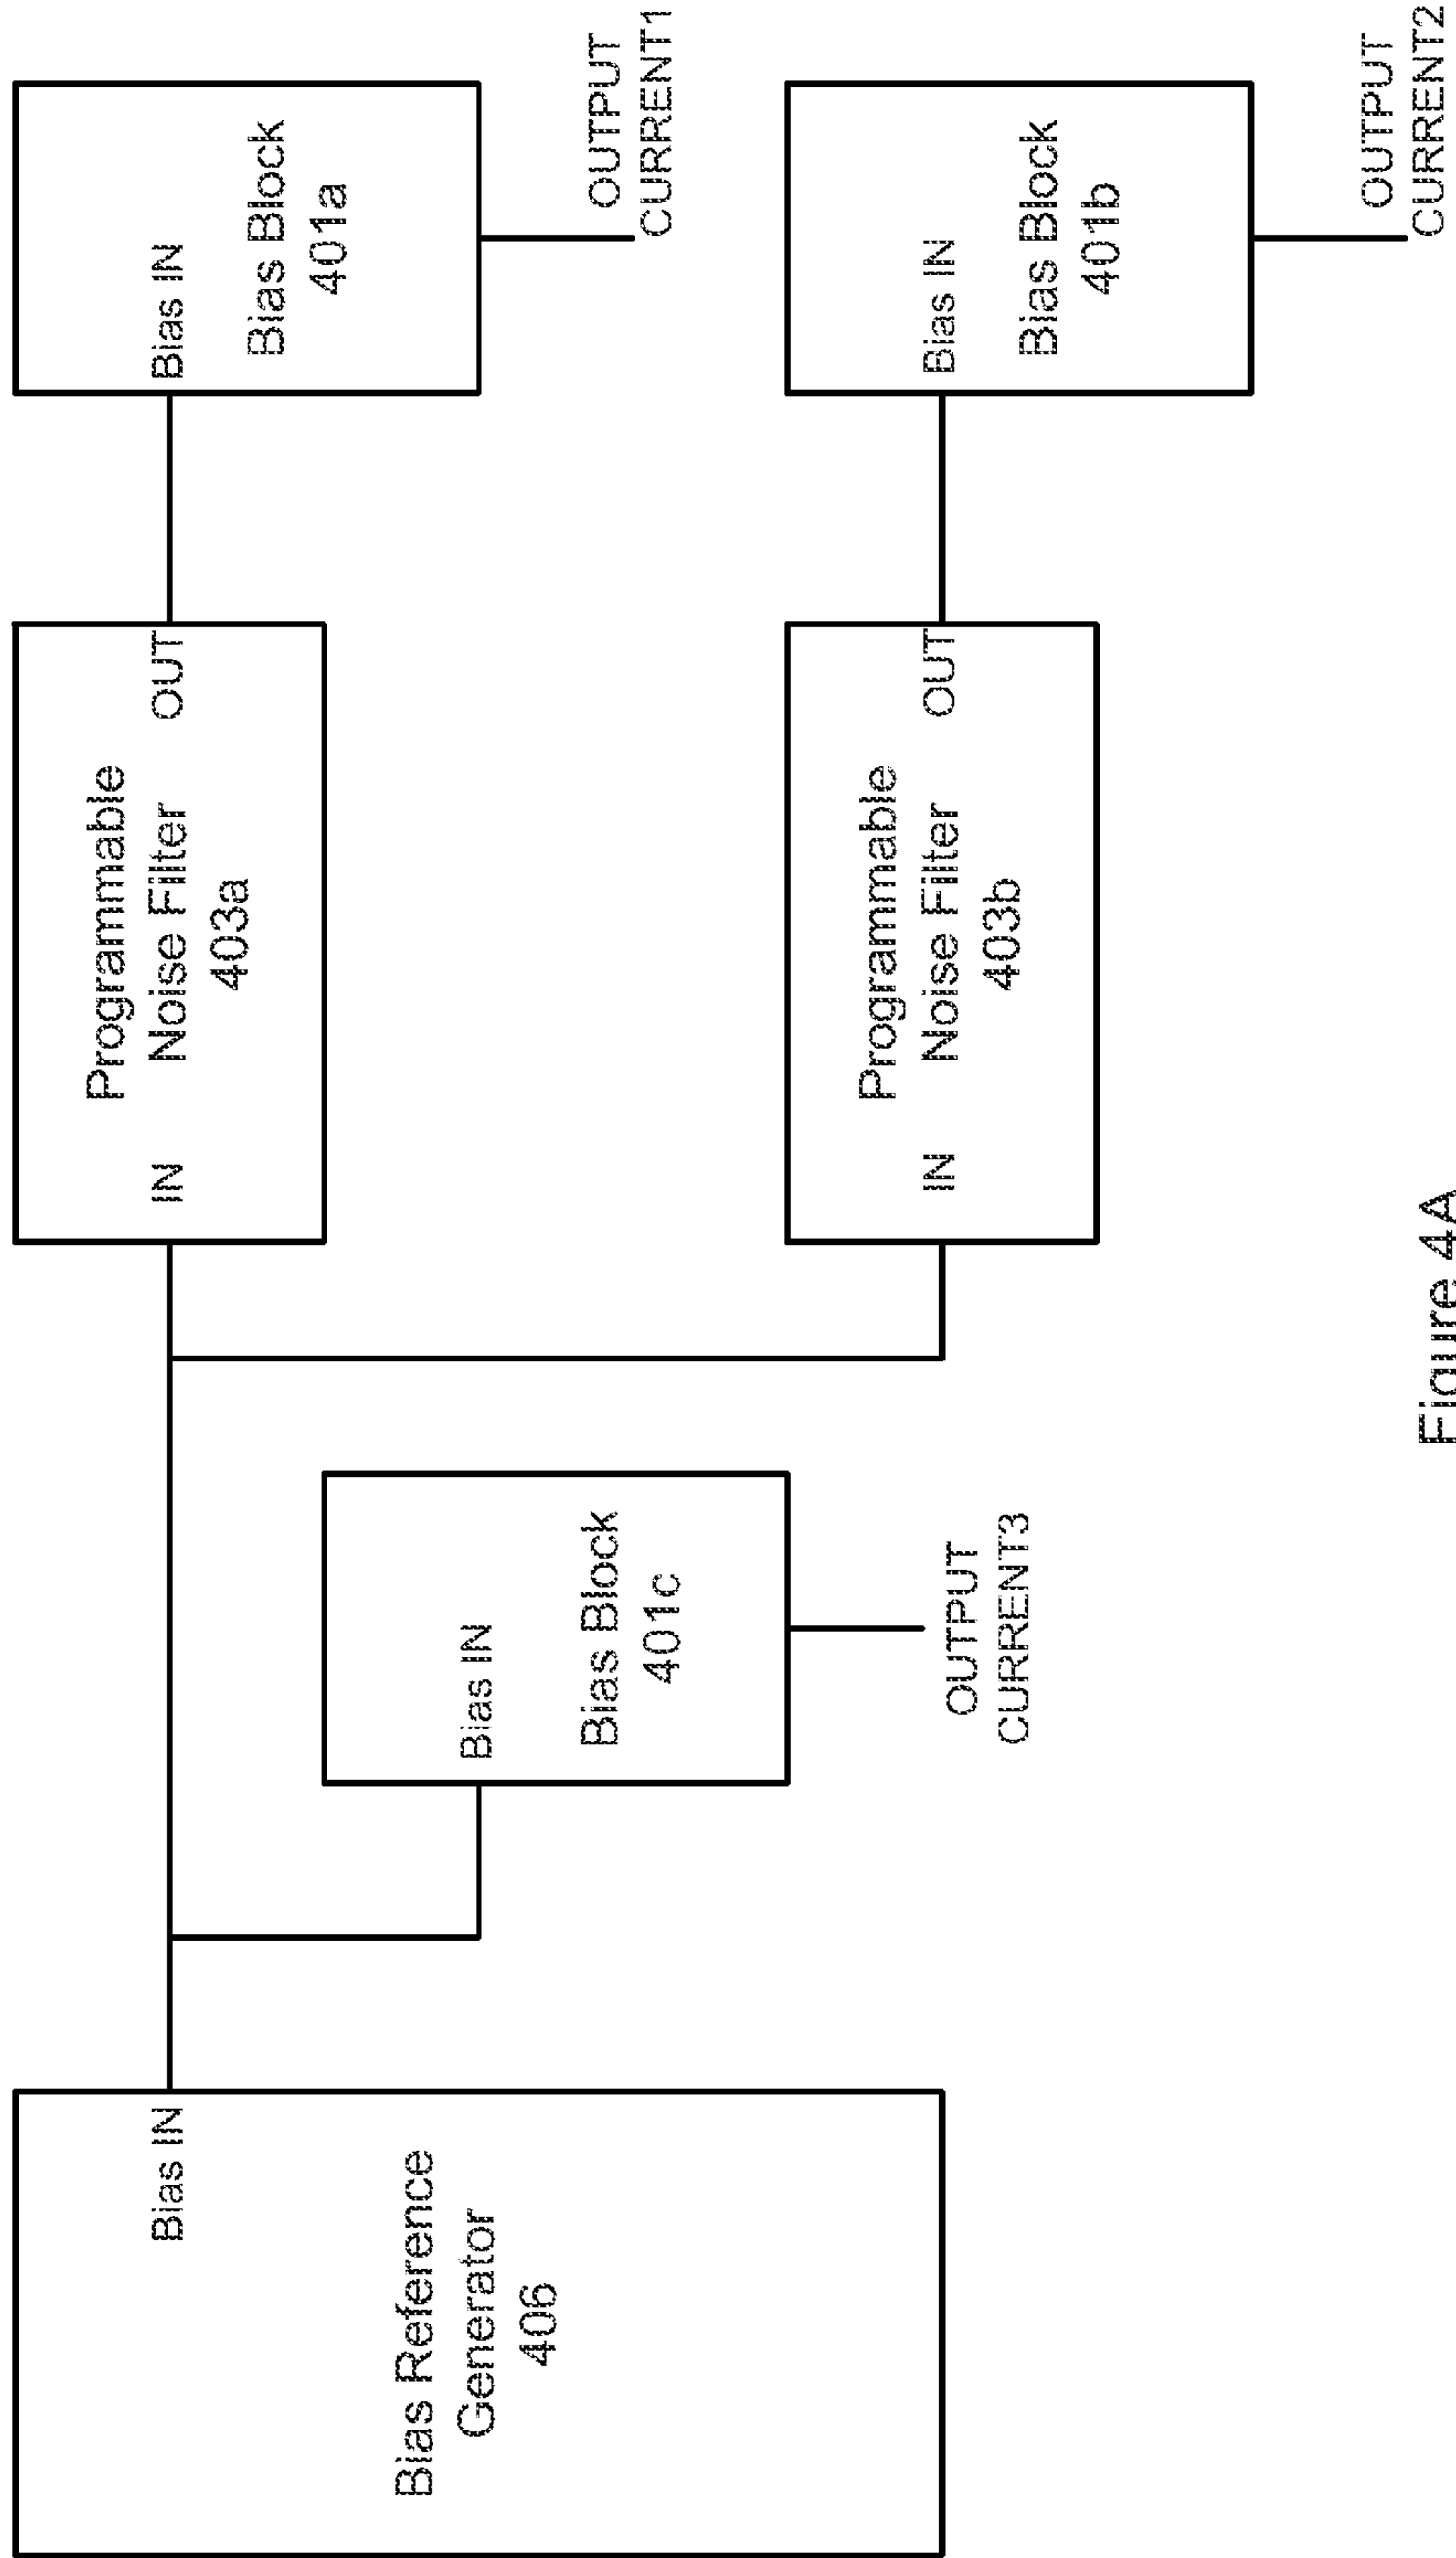 Bias IN
Bias Reference
Generator
406
Bias IN
Bias Block
401c
OUTPUT
CURRENT3
Programmable
IN Noise Filter OUT
403a
Bias IN
Bias Block
401a
OUTPUT
CURRENT1
Programmable
IN Noise Filter OUT
403b
Bias IN
Bias Block
401b
OUTPUT
CURRENT2
Figure 4A